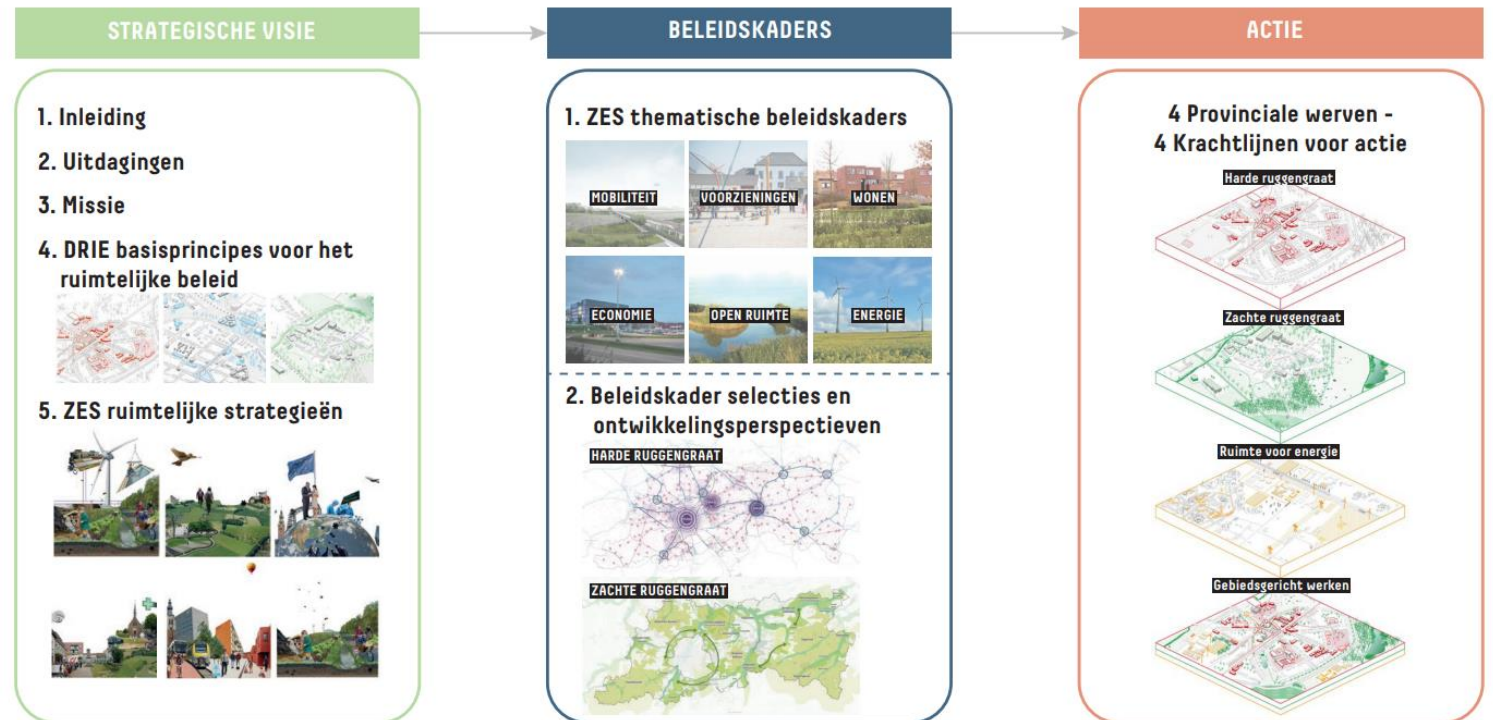 STRATEGISCHE VISIE
1. Inleiding
2. Uitdagingen
3. Missie
4. DRIE basisprincipes voor het
ruimtelijke beleid
5. ZES ruimtelijke strategieën
BELEIDSKADERS
1. ZES thematische beleidskaders
MOBILITEIT
VOORZIENINGEN
WONEN
ECONOMIE
OPEN RUIMTE
ENERGIE
2. Beleidskader selecties en
ontwikkelingsperspectieven
HARDE RUGGENGRAAT
ZACHTE RUGGENGRAAT
ACTIE
4 Provinciale werven -
4 Krachtlijnen voor actie
Harde ruggengraat
Zachte ruggengraat
Ruimte voor energie
Gebiedsgericht werken